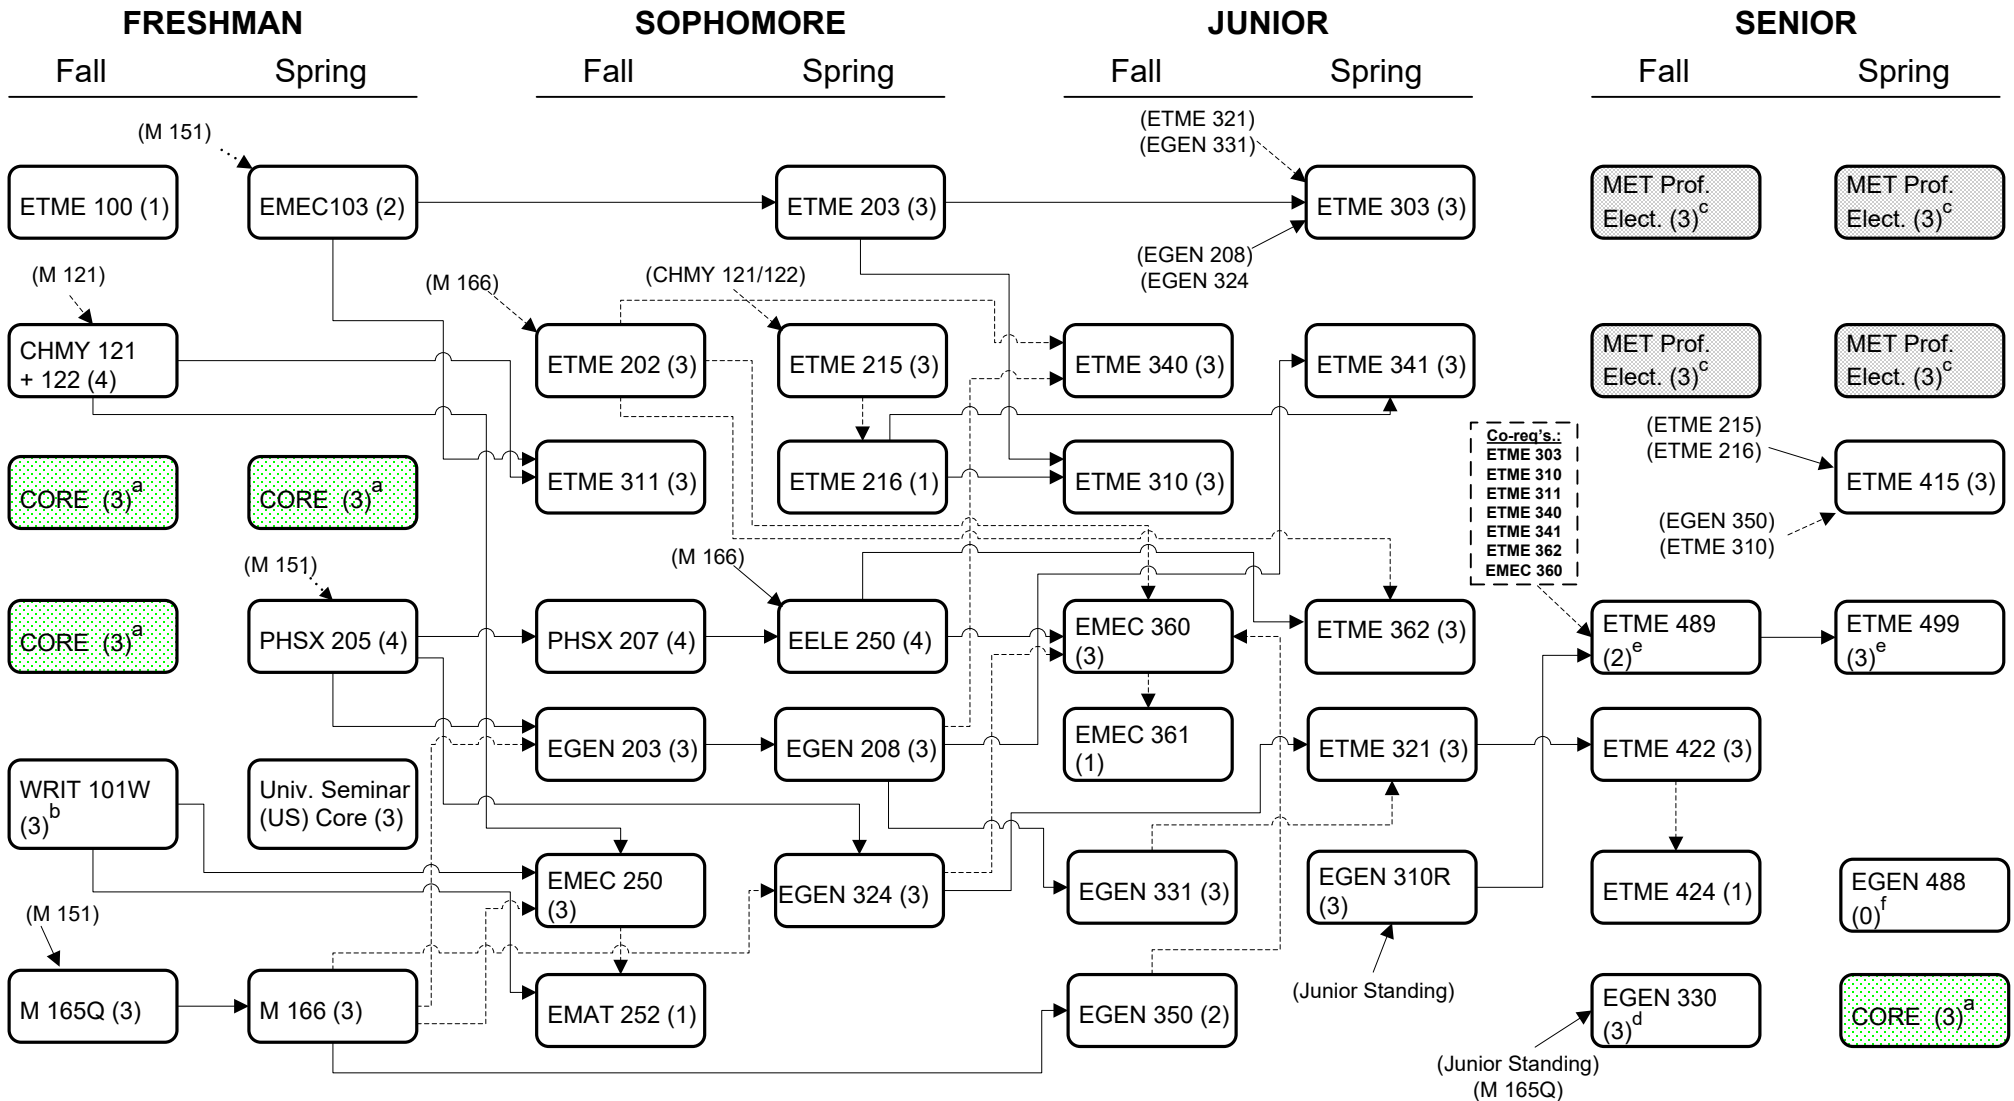 FRESHMAN
SOPHOMORE
JUNIOR
SENIOR
Fall
Spring
Fall
Spring
Fall
Spring
Fall
Spring
(M 151)
(ETME 321)
(EGEN 331)
ETME 100 (1)
EMEC103 (2)
ETME 203 (3)
ETME 303 (3)
MET Prof.
Elect. (3)c
MET Prof.
Elect. (3)c
(EGEN 208)
(EGEN 324
(M 121)
(M 166)
(CHMY 121/122)
CHMY 121
+ 122 (4)
ETME 202 (3)
ETME 215 (3)
ETME 340 (3)
ETME 341 (3)
MET Prof.
Elect. (3)c
MET Prof.
Elect. (3)c
Co-req's.:
ETME 303
ETME 310
ETME 311
ETME 340
ETME 341
ETME 362
EMEC 360
(ETME 215)
(ETME 216)
CORE (3)a
CORE (3)a
ETME 311 (3)
ETME 216 (1)
ETME 310 (3)
ETME 415 (3)
(EGEN 350)
(ETME 310)
(M 151)
(M 166)
CORE (3)a
PHSX 205 (4)
PHSX 207 (4)
EELE 250 (4)
EMEC 360
(3)
ETME 362 (3)
ETME 489
(2)e
ETME 499
(3)e
EGEN 203 (3)
EGEN 208 (3)
EMEC 361
(1)
ETME 321 (3)
ETME 422 (3)
WRIT 101W
(3)b
Univ. Seminar
(US) Core (3)
EMEC 250
(3)
EGEN 324 (3)
EGEN 331 (3)
EGEN 310R
(3)
ETME 424 (1)
EGEN 488
(0)f
(M 151)
M 165Q (3)
M 166 (3)
EMAT 252 (1)
EGEN 350 (2)
(Junior Standing)
EGEN 330
(3)d
CORE (3)a
(Junior Standing)
(M 165Q)